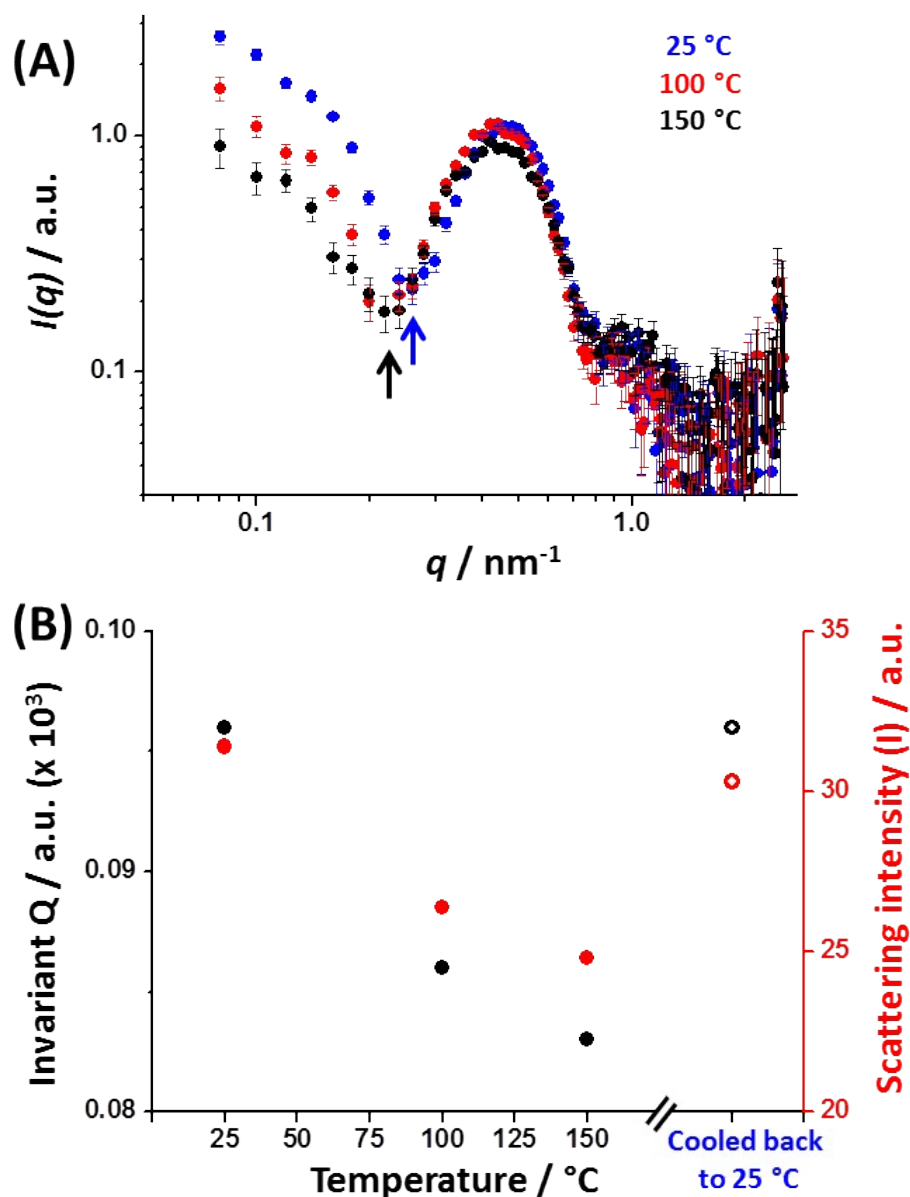 (A)
25 °C
100 °C
150 °C
1.0
0.1
I(q) / a.u.
0.1
1.0
q / nm⁻¹
(B)
0.10
0.09
0.08
Invariant Q / a.u. (x 10³)
35
30
25
20
Scattering intensity (I) / a.u.
25
50
75
100
125
150
Cooled back
to 25 °C
Temperature / °C